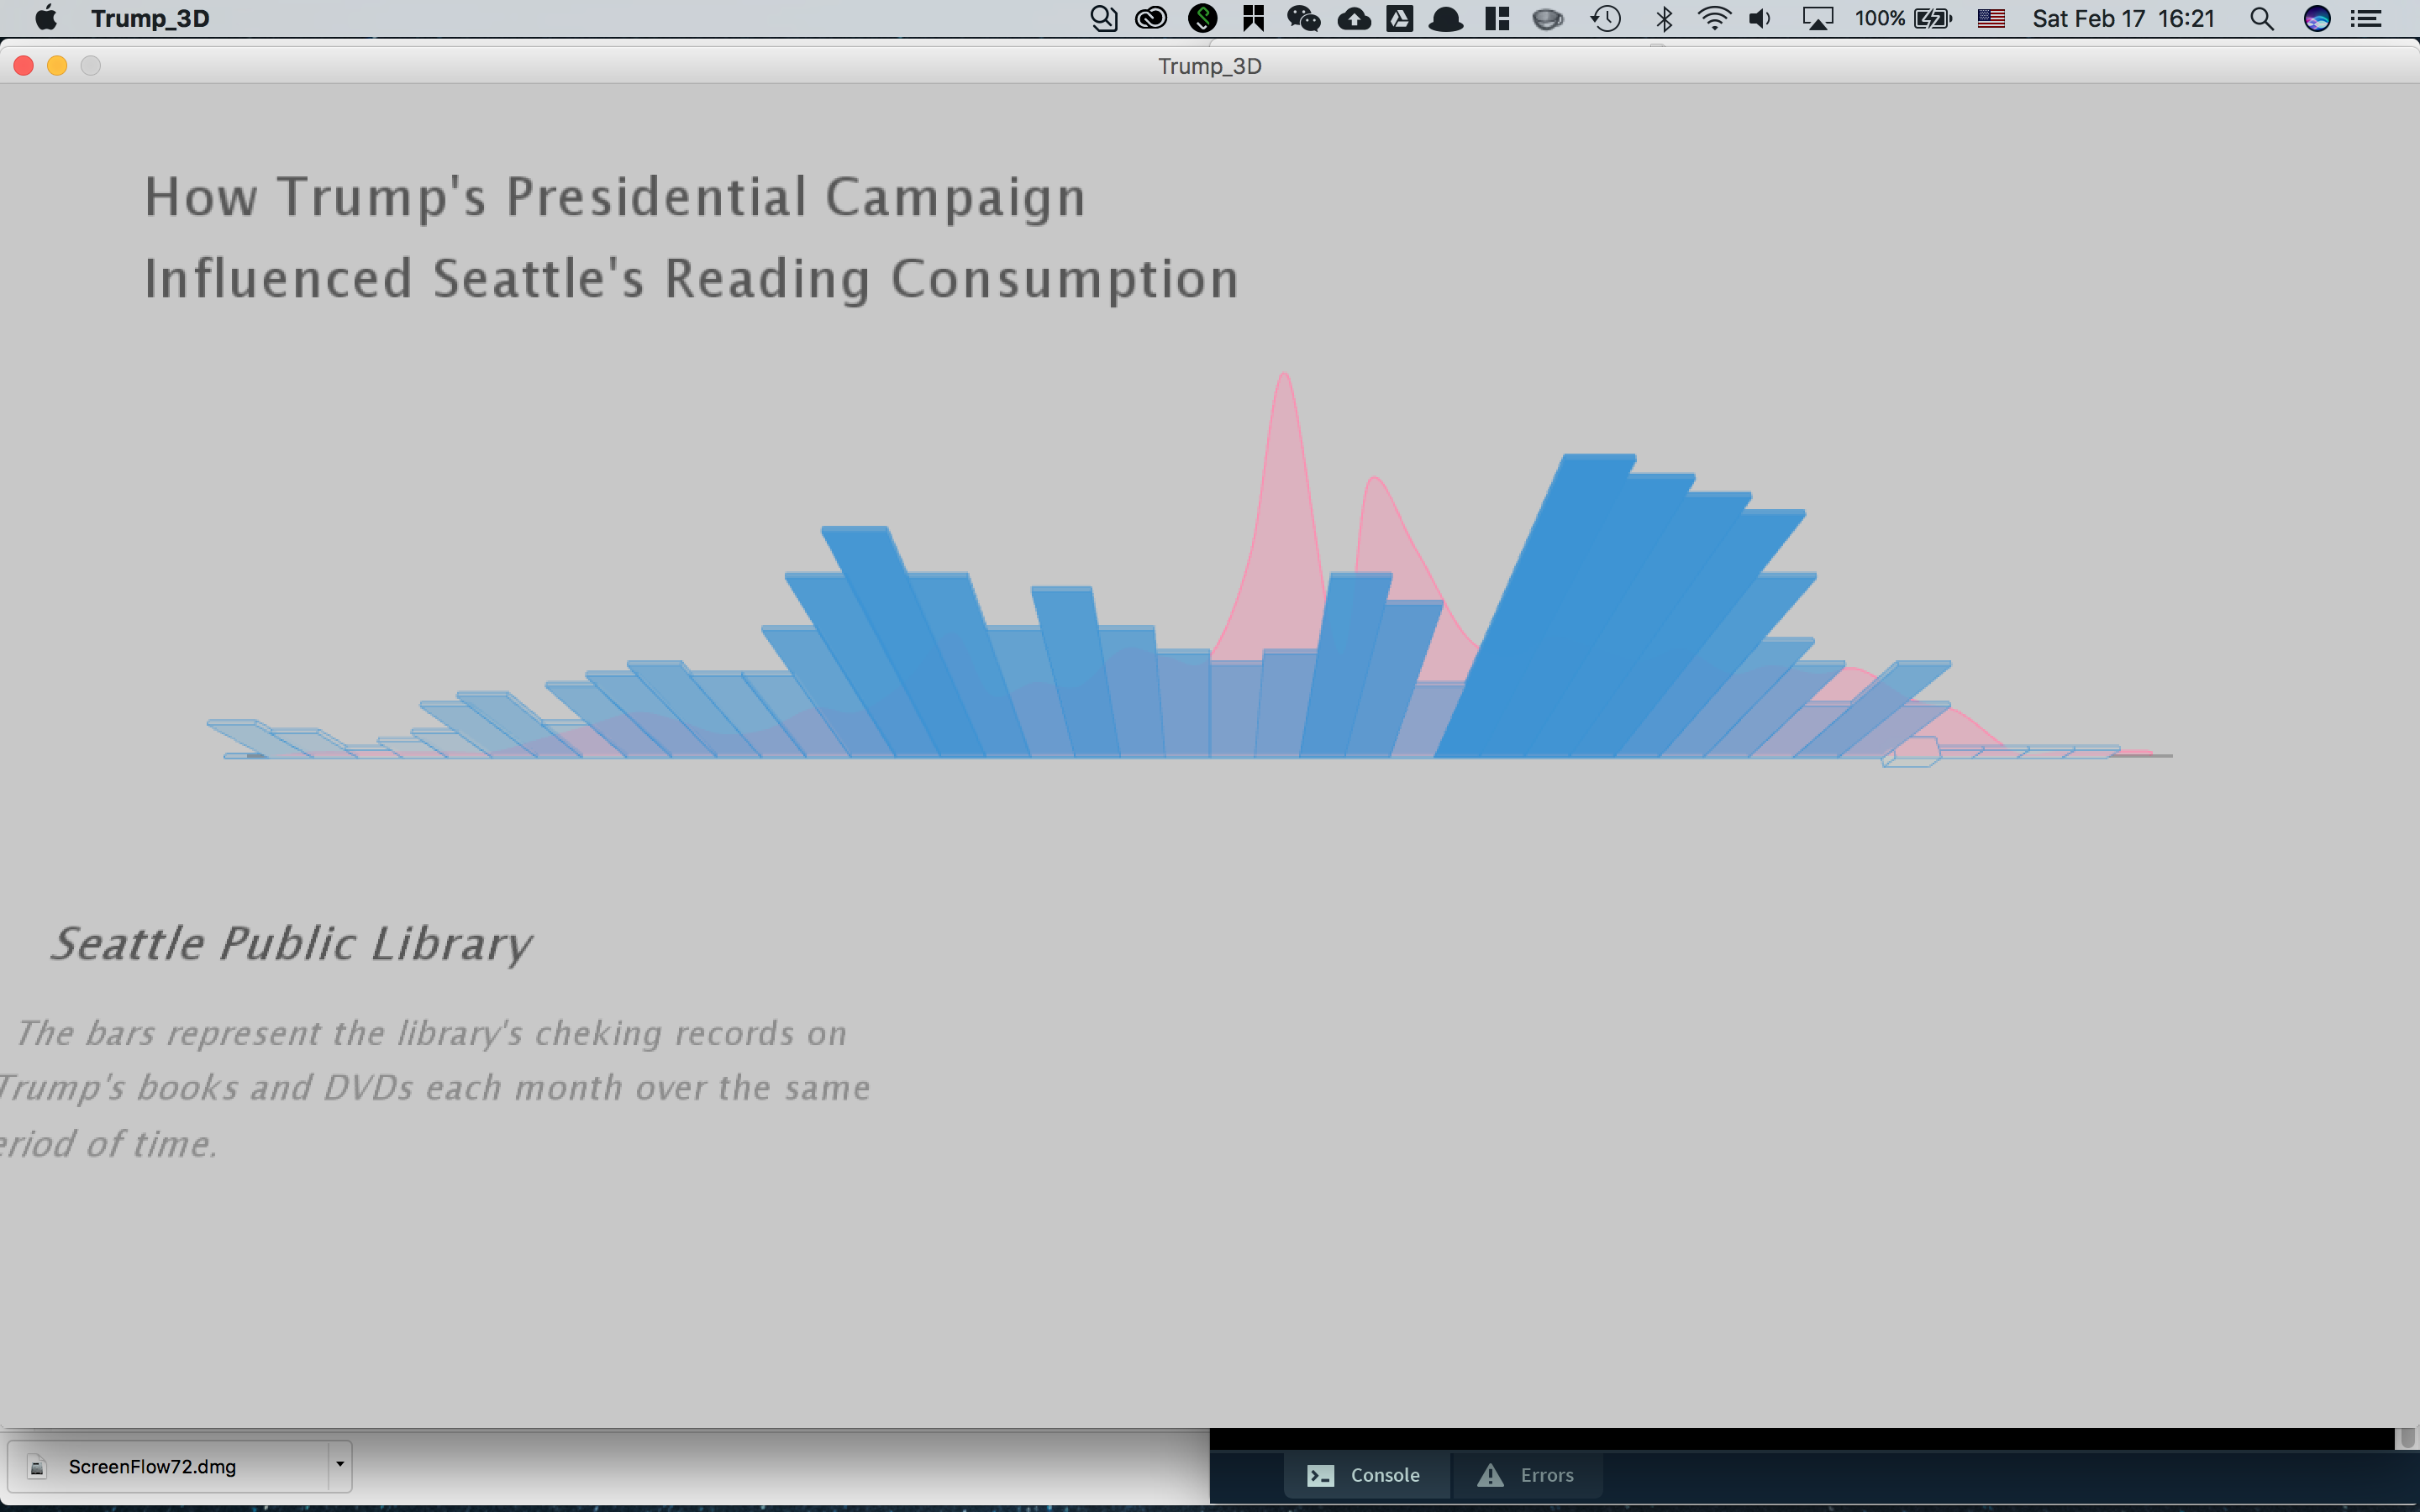 Trump_3D
100%
Sat Feb 17 16:21
Trump_3D
How Trump's Presidential Campaign
Influenced Seattle's Reading Consumption
Seattle Public Library
The bars represent the library's cheking records on
Trump's books and DVDs each month over the same
eriod of time.
ScreenFlow72.dmg
Console
Errors